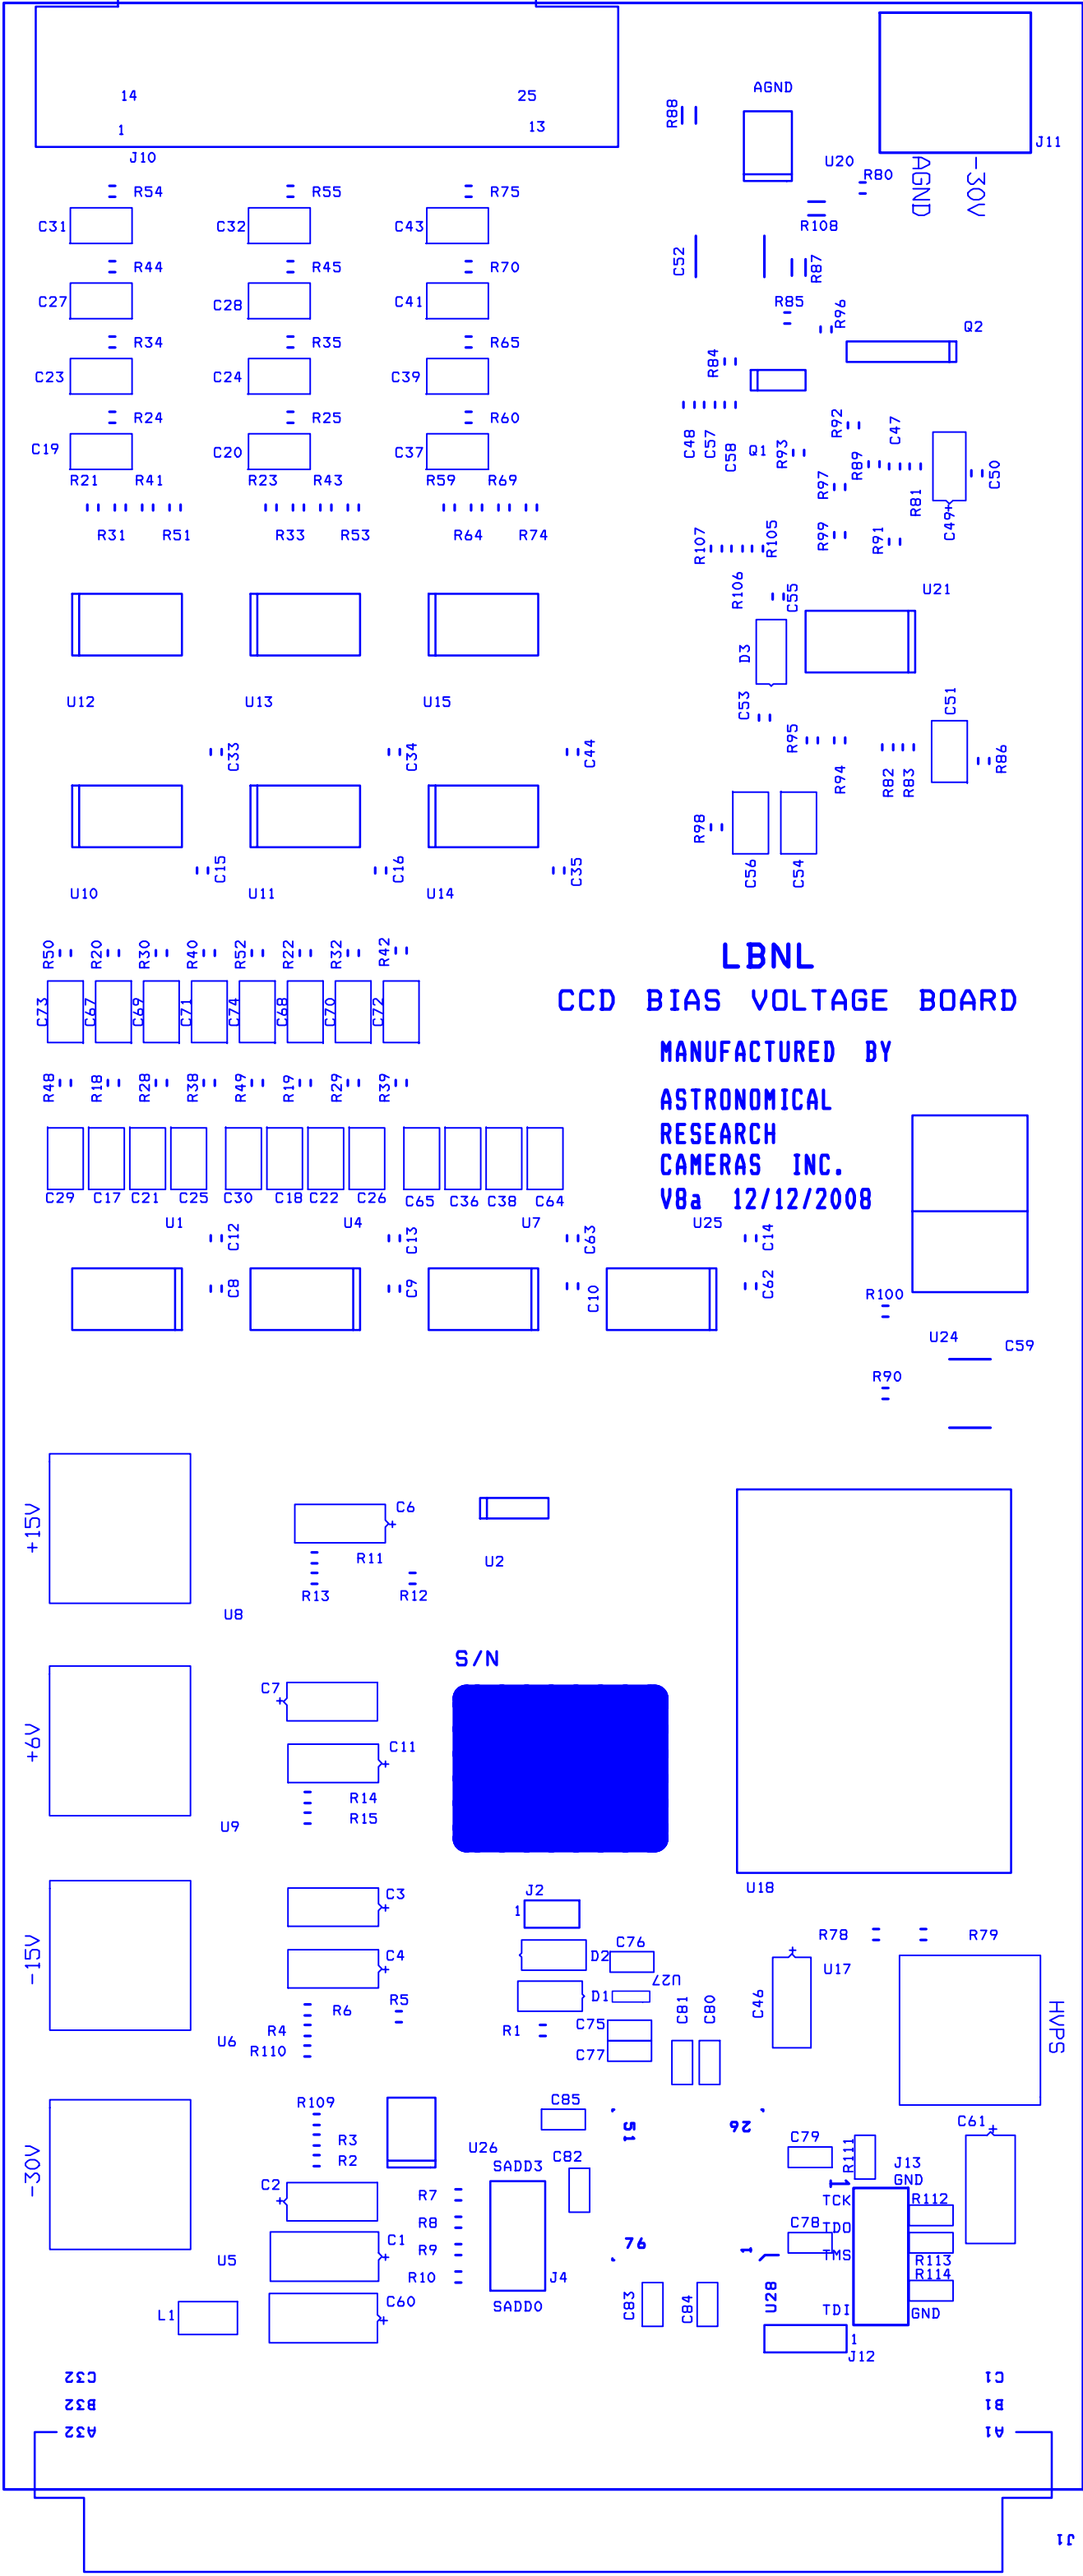 AGND
14 25 R88
1 13
J10 J11
U20
R80
AGND -30V
R54 R55 R75
C31 C32 C43 R108
C52
R44 R45 R70 R87
C27 C28 C41 R85 R96
Q2
R34 R35 R65
C23 C24 C39 R84
R24 R25 R60 R92 C47
C19 C20 C37 C48 C57 C58 Q1 R93 R89 C50
R21 R41 R23 R43 R59 R69 R97 R81
C49
R31 R51 R33 R53 R64 R74 R107 R105 R99 R91
R106 C55 U21
D3
U12 U13 U15 C53 C51
C33 C34 C44 R95 R86
R94 R82 R83
R98
C15 C16 C35 C56 C54
U10 U11 U14
R50 R20 R30 R40 R52 R22 R32 R42
LBNL
CCD BIAS VOLTAGE BOARD
C73 C67 C69 C71 C74 C68 C70 C72
MANUFACTURED BY
R48 R18 R28 R38 R49 R19 R29 R39
ASTRONOMICAL
RESEARCH
CAMERAS INC.
V8a 12/12/2008
C29 C17 C21 C25 C30 C18 C22 C26 C65 C36 C38 C64
U1 U4 U7 U25
C12 C13 C63 C14
C8 C9 C10 C62
R100
U24 C59
R90
+15V
C6
R11 U2
R13 R12
U8
S/N
C7
+6V
C11
R14
R15
U9
C3 J2 U18
1
-15V
C4 D2 C76 R78 R79
U17
U27
R5 D1 C81 C80 C46
R6
R4 R1 C75 HVPS
U6
R110 C77
R109 C85
51 26 C61
R3 U26 C79 R111 J13
-30V
R2 SADD3 C82 GND
C2 1
R7 TCK R112
R8 C78 TDO
C1 R9 76 1 TMS
U5 R113
R10 J4 R114
C60 U28
L1 SADD0 C83 C84 TDI GND
1
J12
C32 C1
B32 B1
A32 A1
J1